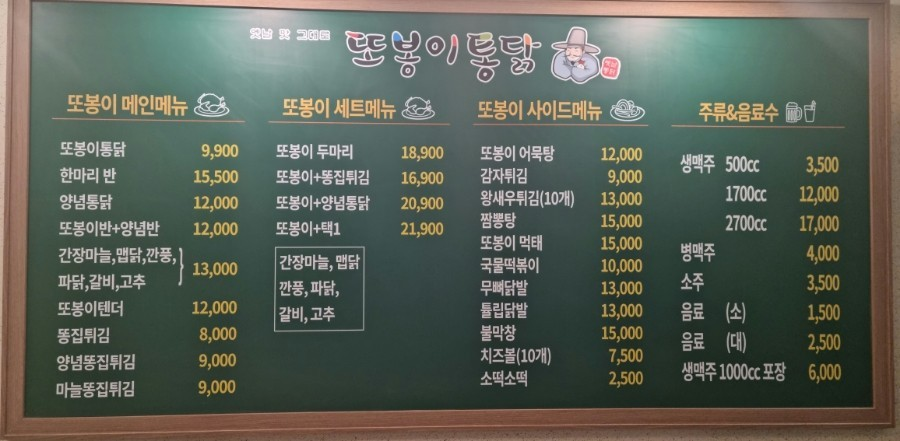 옛날 맛 그대로
또봉이통닭
또봉이 메인메뉴
또봉이통닭 9,900
한마리 반 15,500
양념통닭 12,000
또봉이반+양념반 12,000
간장마늘,맵닭,깐풍,
파닭,갈비,고추 13,000
또봉이텐더 12,000
똥집튀김 8,000
양념똥집튀김 9,000
마늘똥집튀김 9,000
또봉이 세트메뉴
또봉이 두마리 18,900
또봉이+똥집튀김 16,900
또봉이+양념통닭 20,900
또봉이+택1 21,900
간장마늘, 맵닭
깐풍, 파닭,
갈비, 고추
또봉이 사이드메뉴
또봉이 어묵탕 12,000
감자튀김 9,000
왕새우튀김(10개) 13,000
짬뽕탕 15,000
또봉이 먹태 15,000
국물떡볶이 10,000
무뼈닭발 13,000
튤립닭발 13,000
불막창 15,000
치즈볼(10개) 7,500
소떡소떡 2,500
주류&음료수
생맥주 500cc 3,500
1700cc 12,000
2700cc 17,000
병맥주 4,000
소주 3,500
음료 (소) 1,500
음료 (대) 2,500
생맥주 1000cc 포장 6,000